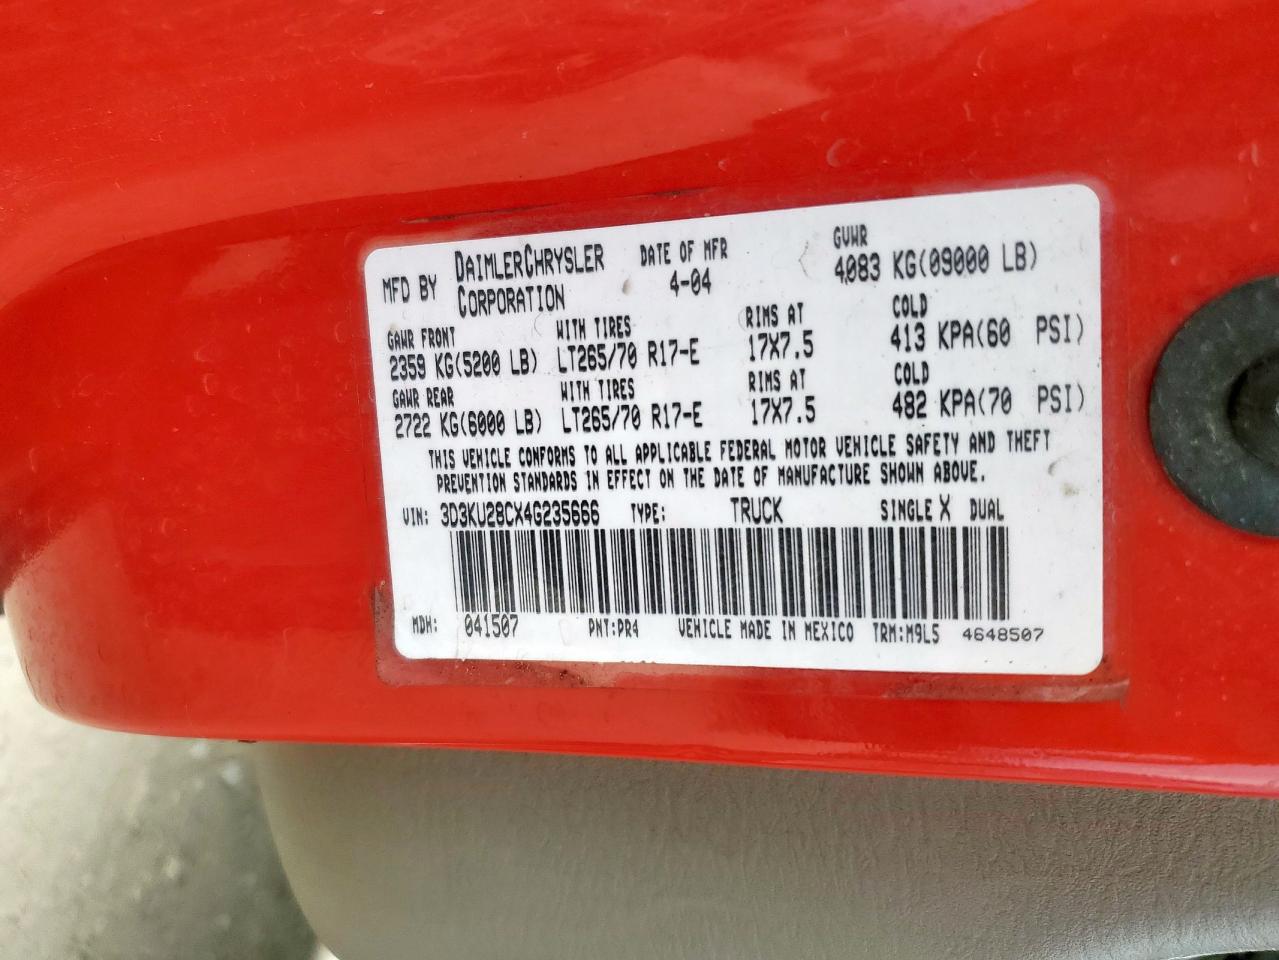 MFD BY DAIMLERCHRYSLER CORPORATION DATE OF MFR 4-04 GVWR 4083 KG(09000 LB)
GAWR FRONT WITH TIRES RIMS AT COLD
2359 KG(5200 LB) LT265/70 R17-E 17X7.5 413 KPA(60 PSI)
GAWR REAR WITH TIRES RIMS AT COLD
2722 KG(6000 LB) LT265/70 R17-E 17X7.5 482 KPA(70 PSI)
THIS VEHICLE CONFORMS TO ALL APPLICABLE FEDERAL MOTOR VEHICLE SAFETY AND THEFT
PREVENTION STANDARDS IN EFFECT ON THE DATE OF MANUFACTURE SHOWN ABOVE.
VIN: 3D3KU28CX4G235666 TYPE: TRUCK SINGLE X DUAL
MDH: 041507 PNT:PR4 VEHICLE MADE IN MEXICO TRM:M9L5 4648507